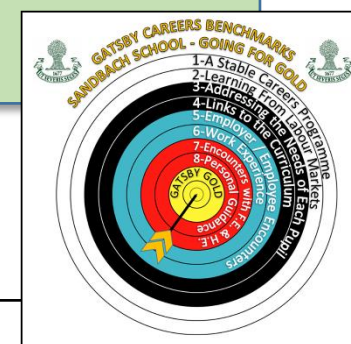 GATSBY CAREERS BENCHMARKS
SANDBACH SCHOOL - GOING FOR GOLD
1677
1677
1-A Stable Careers Programme
2-Learning From Labour Markets
3-Addressing the Needs of Each Pupil
4-Links to the Curriculum
5-Employer / Employee Encounters
6-Work Experience
7-Encounters with F.E. & H.E.
8-Personal Guidance
GATSBY GOLD